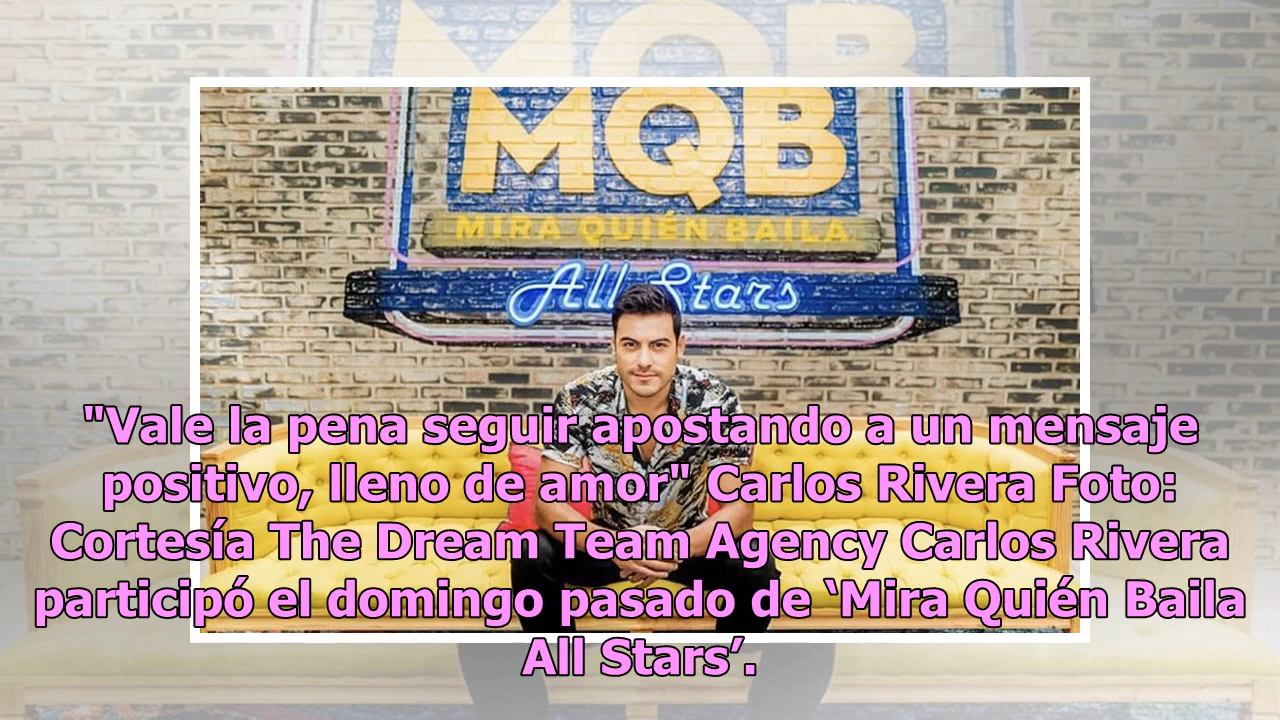 MQB
MQB
MIRA QUIÉN BAILA
All Stars
"Vale la pena seguir apostando a un mensaje
positivo, lleno de amor" Carlos Rivera Foto:
Cortesía The Dream Team Agency Carlos Rivera
participó el domingo pasado de ‘Mira Quién Baila
All Stars’.